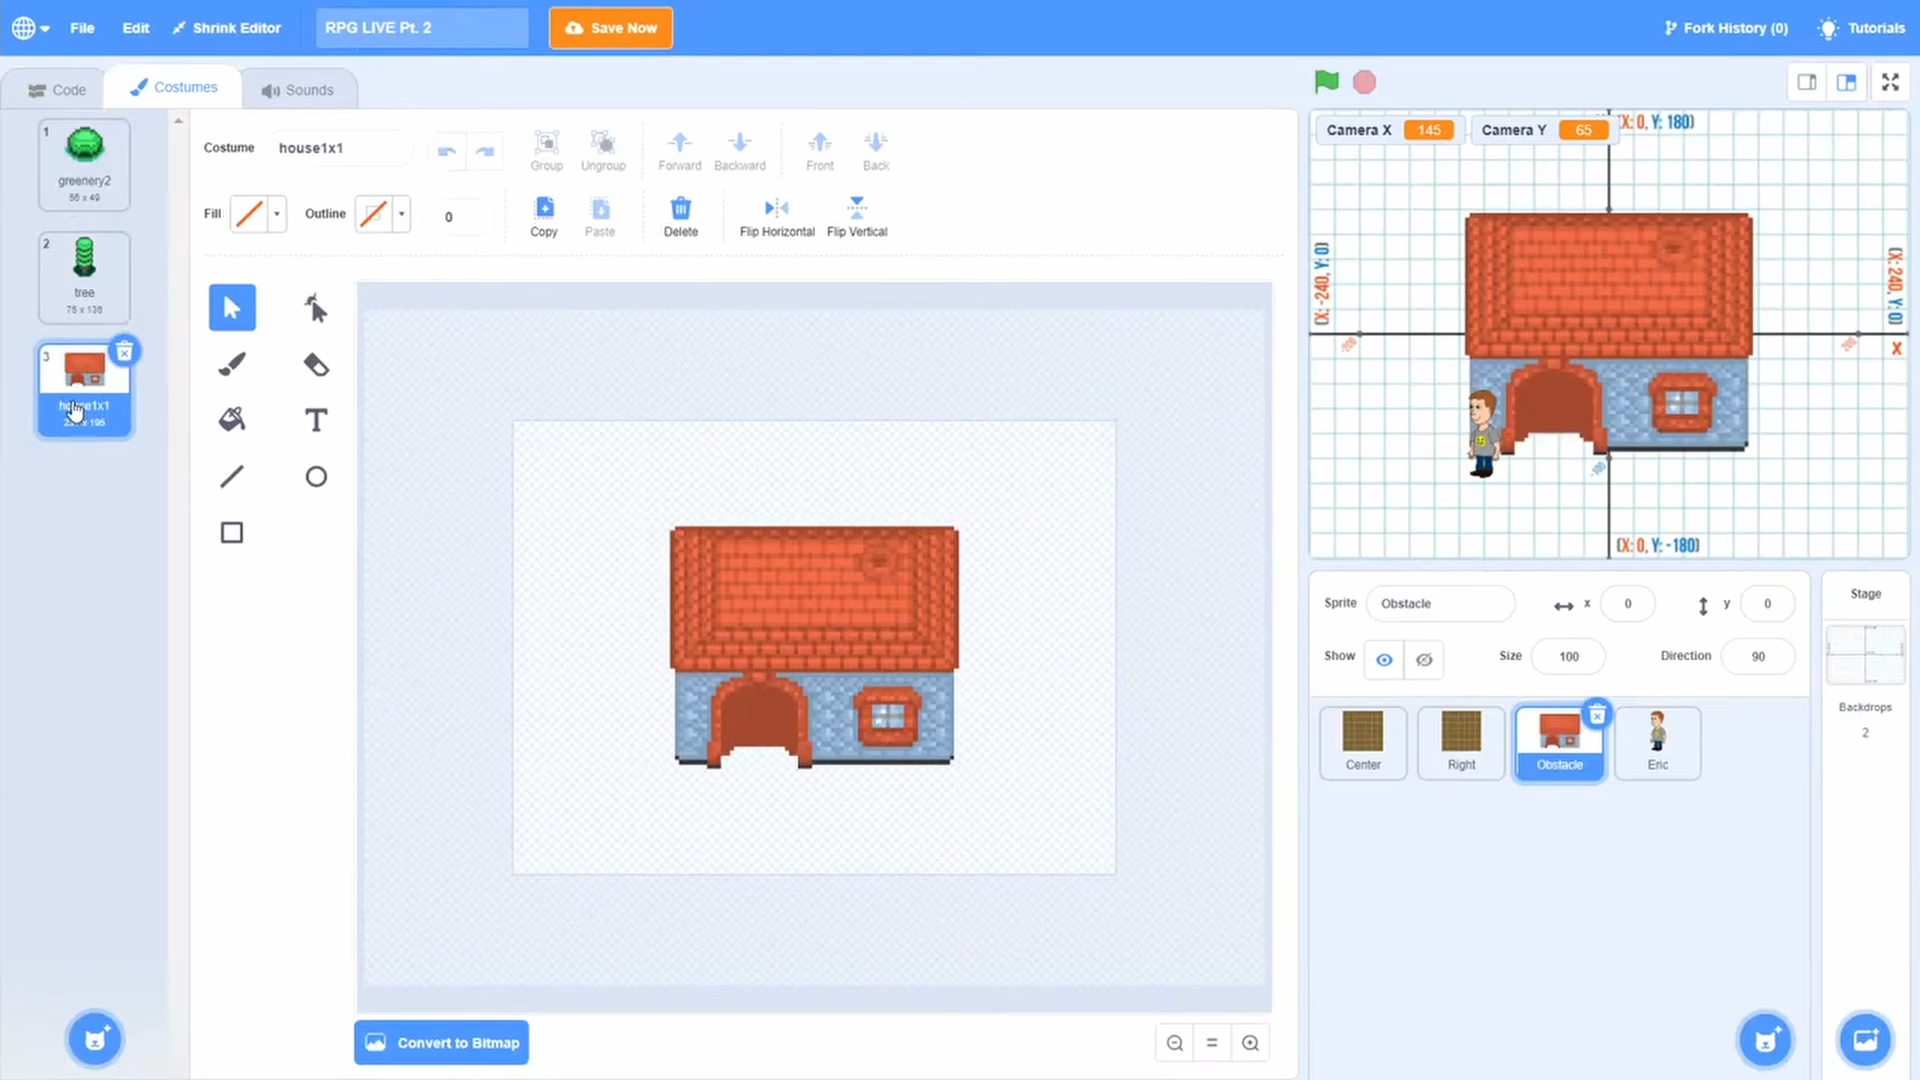 File
Edit
Shrink Editor
RPG LIVE Pt. 2
Save Now
Fork History (0)
Tutorials
Code
Costumes
Sounds
1
greenery2
56 x 49
2
tree
3
Costume
house1x1
Group
Ungroup
Forward
Backward
Front
Back
Fill
Outline
0
Copy
Paste
Delete
Flip Horizontal
Flip Vertical
T
Convert to Bitmap
Camera X 145
Camera Y 65
(X: 0, Y: 180)
(X: -240, Y: 0)
(X: 240, Y: 0)
X
(X: 0, Y: -180)
Sprite
Obstacle
x
0
y
0
Show
Size
100
Direction
90
Center
Right
Obstacle
Eric
Stage
Backdrops
2